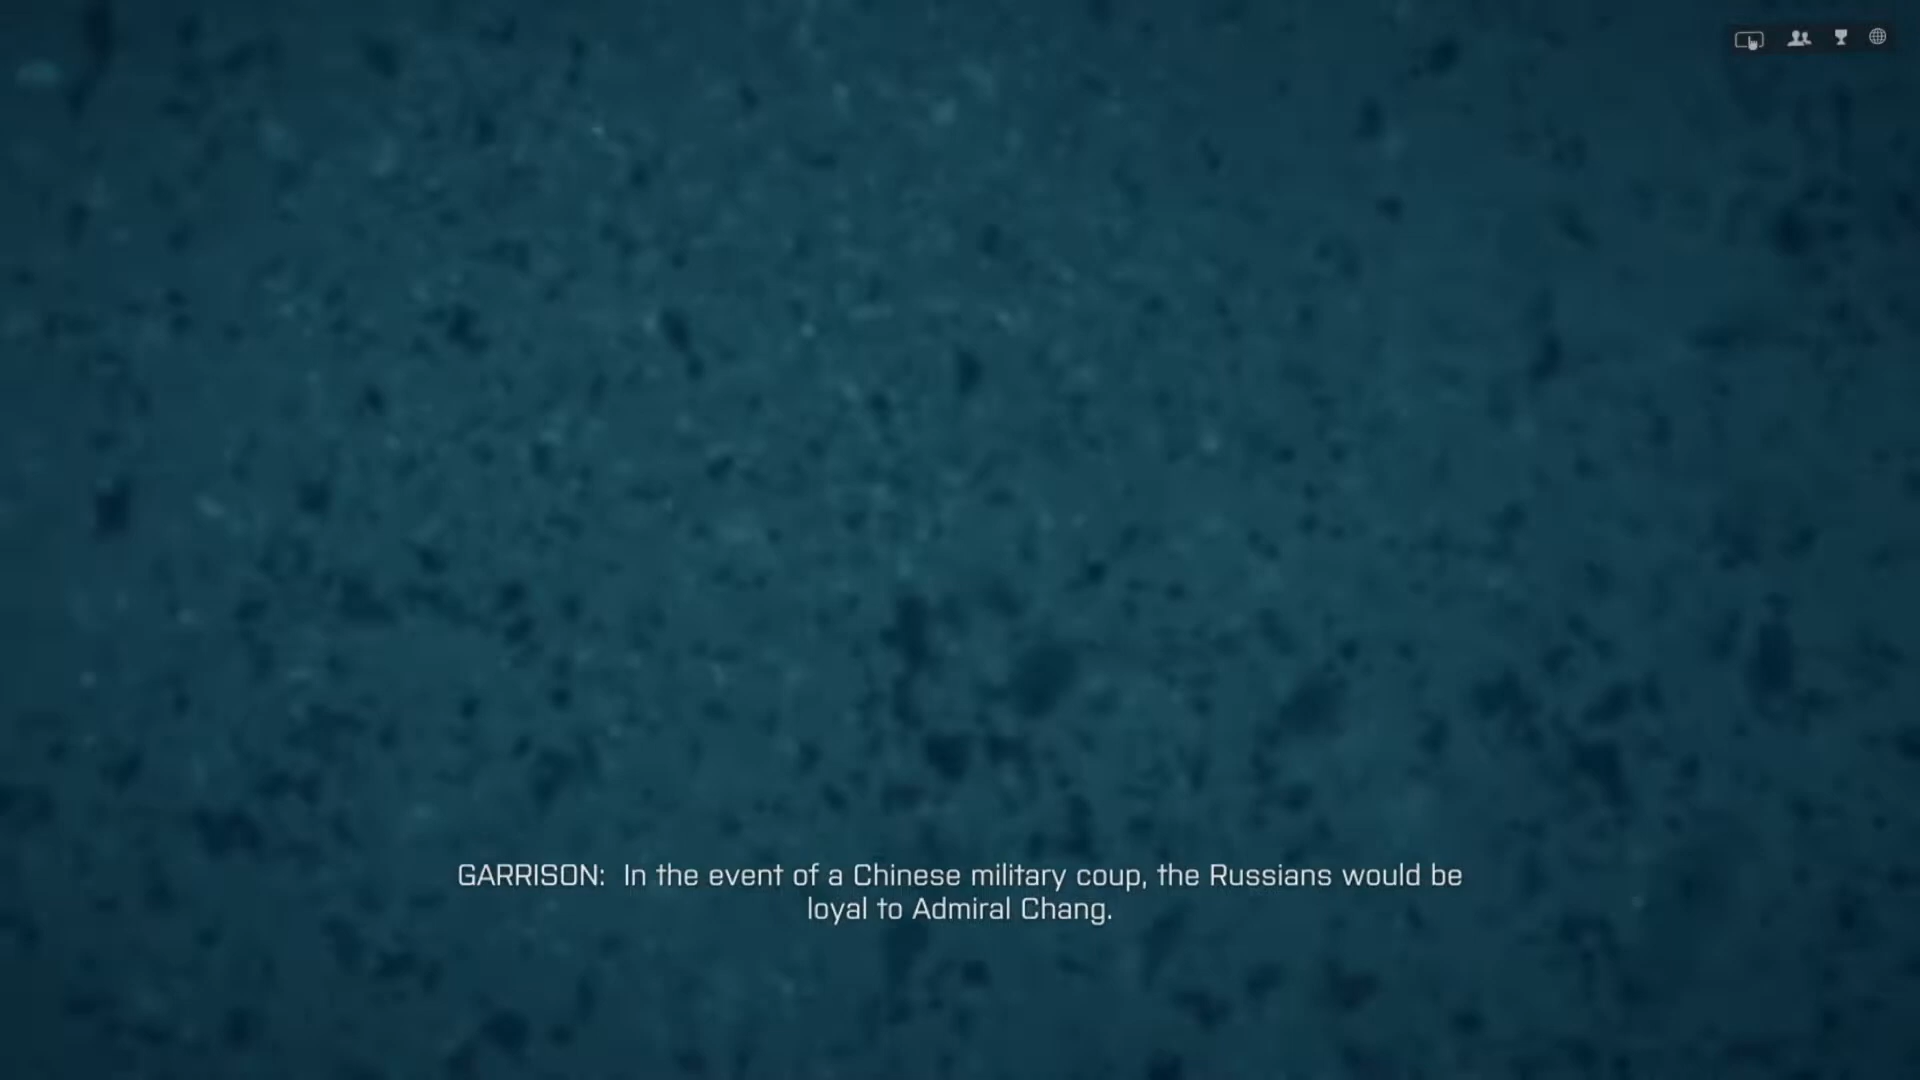 GARRISON: In the event of a Chinese military coup, the Russians would be
loyal to Admiral Chang.